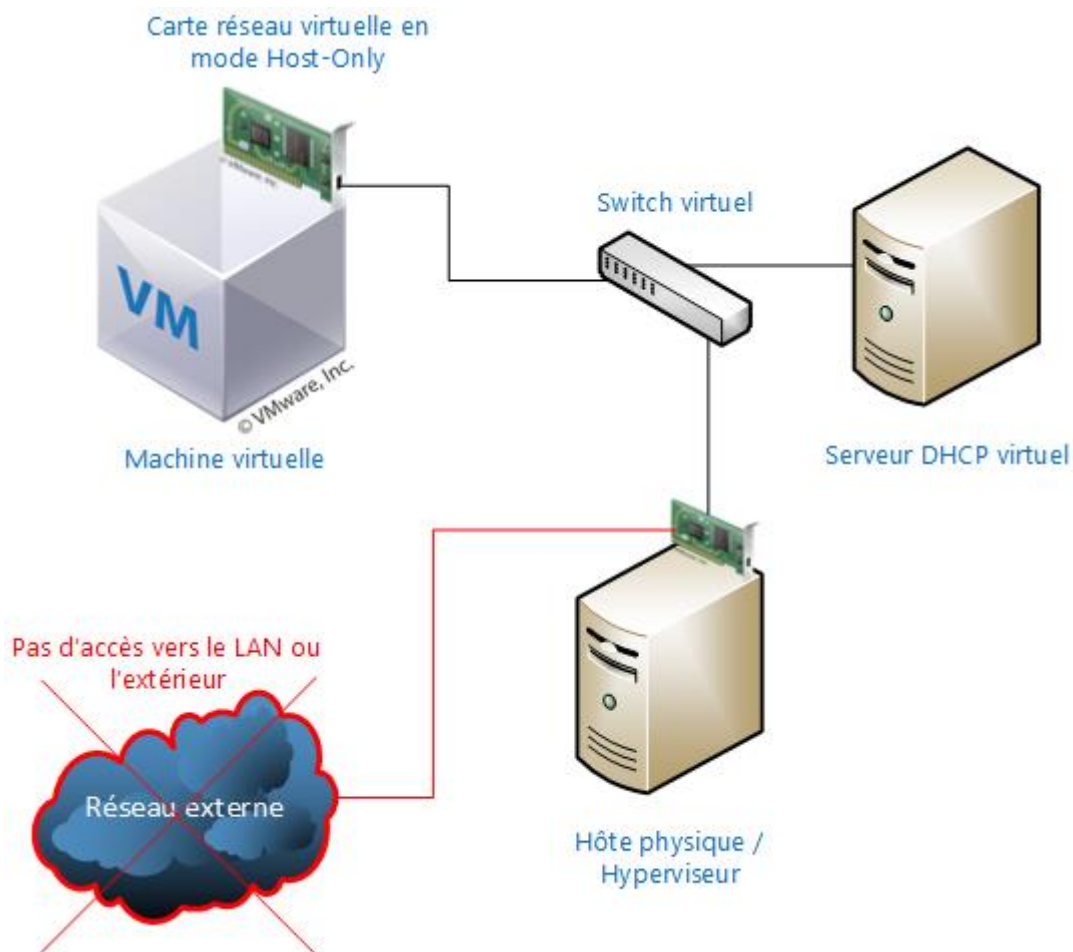 Carte réseau virtuelle en
mode Host-Only
Switch virtuel
VM
© VMware, Inc.
Machine virtuelle
Serveur DHCP virtuel
Pas d'accès vers le LAN ou
l'extérieur
Réseau externe
Hôte physique /
Hyperviseur